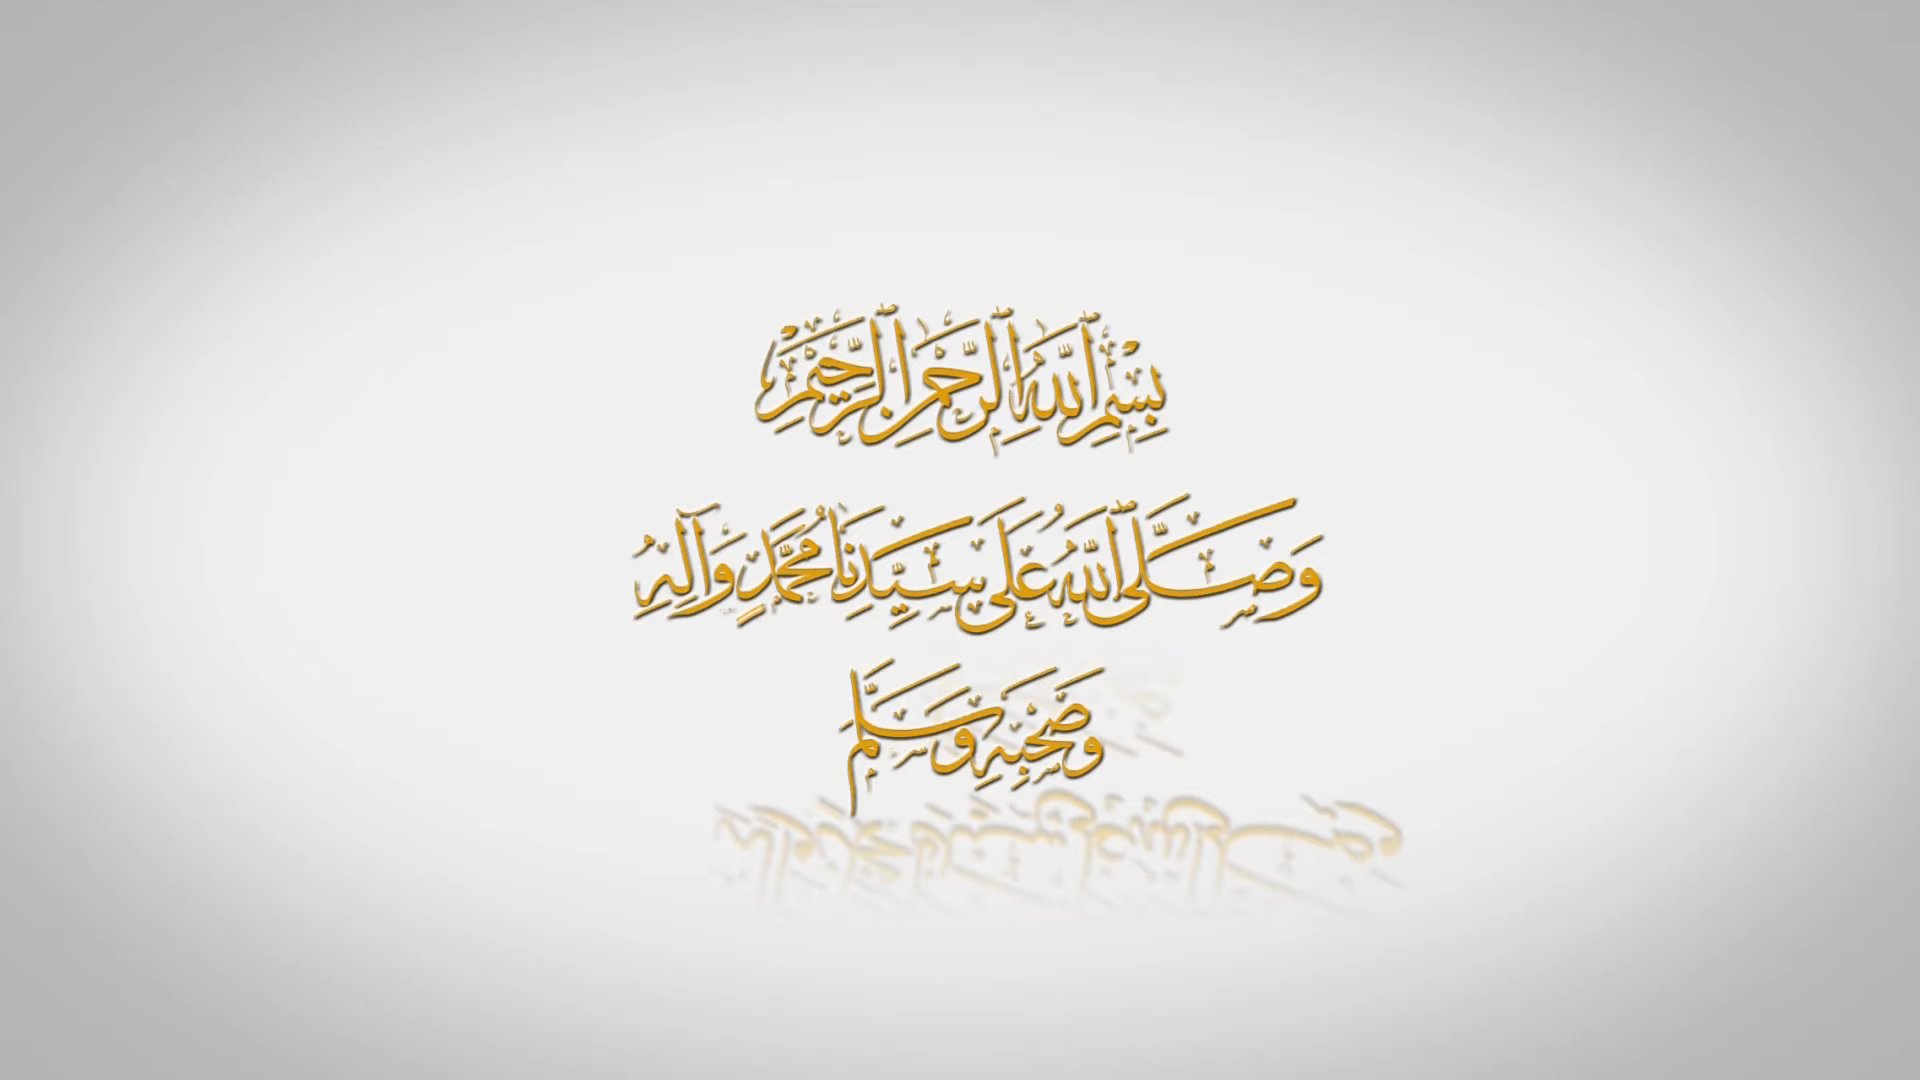 بِسْمِ ٱللَّهِ ٱلرَّحْمَٰنِ ٱلرَّحِيمِ
وَصَلَّى ٱللَّهُ عَلَى سَيِّدِنَا مُحَمَّدٍ وَآلِهِ
وَصَحْبِهِ وَسَلَّمَ